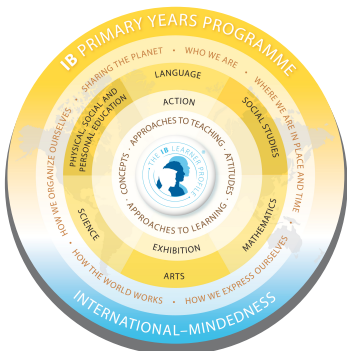 IB PRIMARY YEARS PROGRAMME
SHARING THE PLANET • WHO WE ARE • WHERE WE ARE IN PLACE AND TIME •
HOW WE ORGANIZE OURSELVES • HOW THE WORLD WORKS • HOW WE EXPRESS OURSELVES
LANGUAGE
PHYSICAL, SOCIAL AND
PERSONAL EDUCATION
SOCIAL STUDIES
ACTION
APPROACHES TO TEACHING •
CONCEPTS •
ATTITUDES •
THE IB LEARNER PROFILE
APPROACHES TO LEARNING •
SCIENCE
MATHEMATICS
EXHIBITION
ARTS
INTERNATIONAL–MINDEDNESS